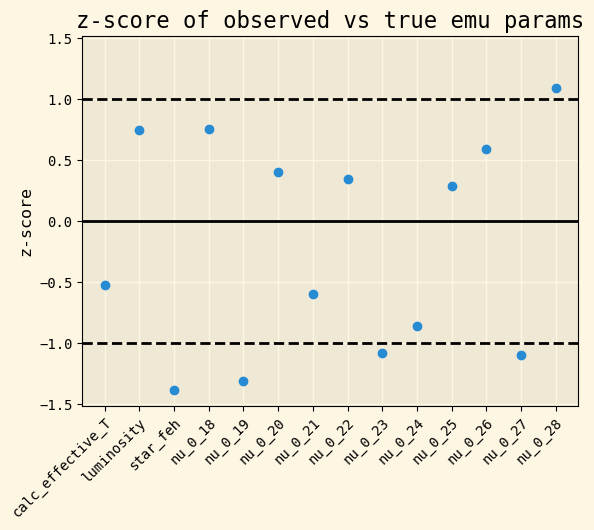 z-score of observed vs true emu params
z-score
1.5
1.0
0.5
0.0
−0.5
−1.0
−1.5
calc_effective_T
luminosity
star_feh
nu_0_18
nu_0_19
nu_0_20
nu_0_21
nu_0_22
nu_0_23
nu_0_24
nu_0_25
nu_0_26
nu_0_27
nu_0_28